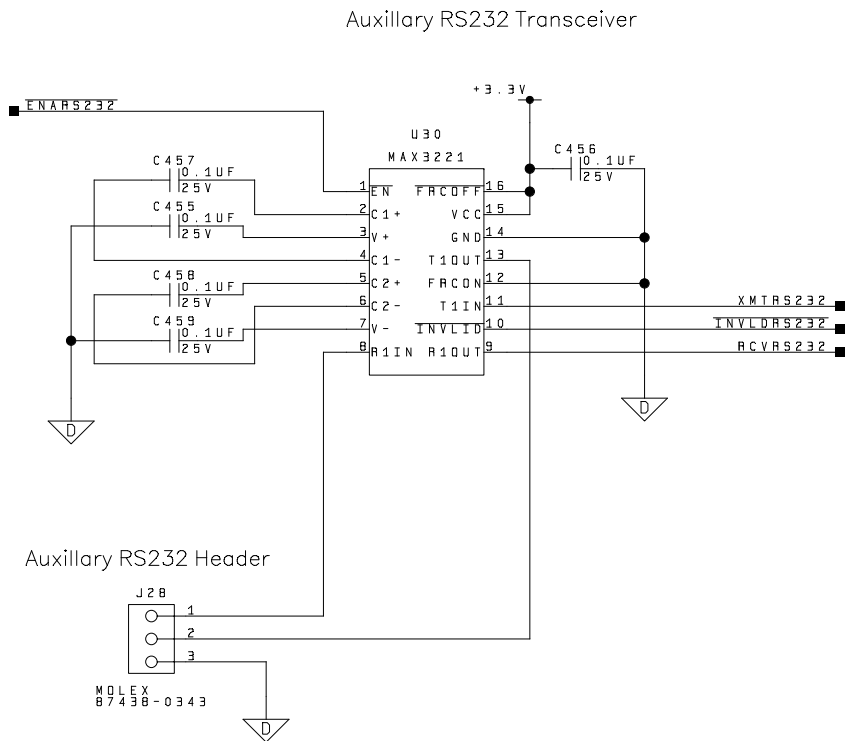 Auxillary RS232 Transceiver
+3.3V
ENARS232
U30
MAX3221
C457
0.1UF
25V
C455
0.1UF
25V
C458
0.1UF
25V
C459
0.1UF
25V
C456
0.1UF
25V
1 EN FRCOFF 16
2 C1+ VCC 15
3 V+ GND 14
4 C1- T1OUT 13
5 C2+ FRCON 12
6 C2- T1IN 11
7 V- INVLID 10
8 R1IN R1OUT 9
XMTRS232
INVLDRS232
RCVRS232
D
D
Auxillary RS232 Header
J28
1
2
3
MOLEX
87438-0343
D